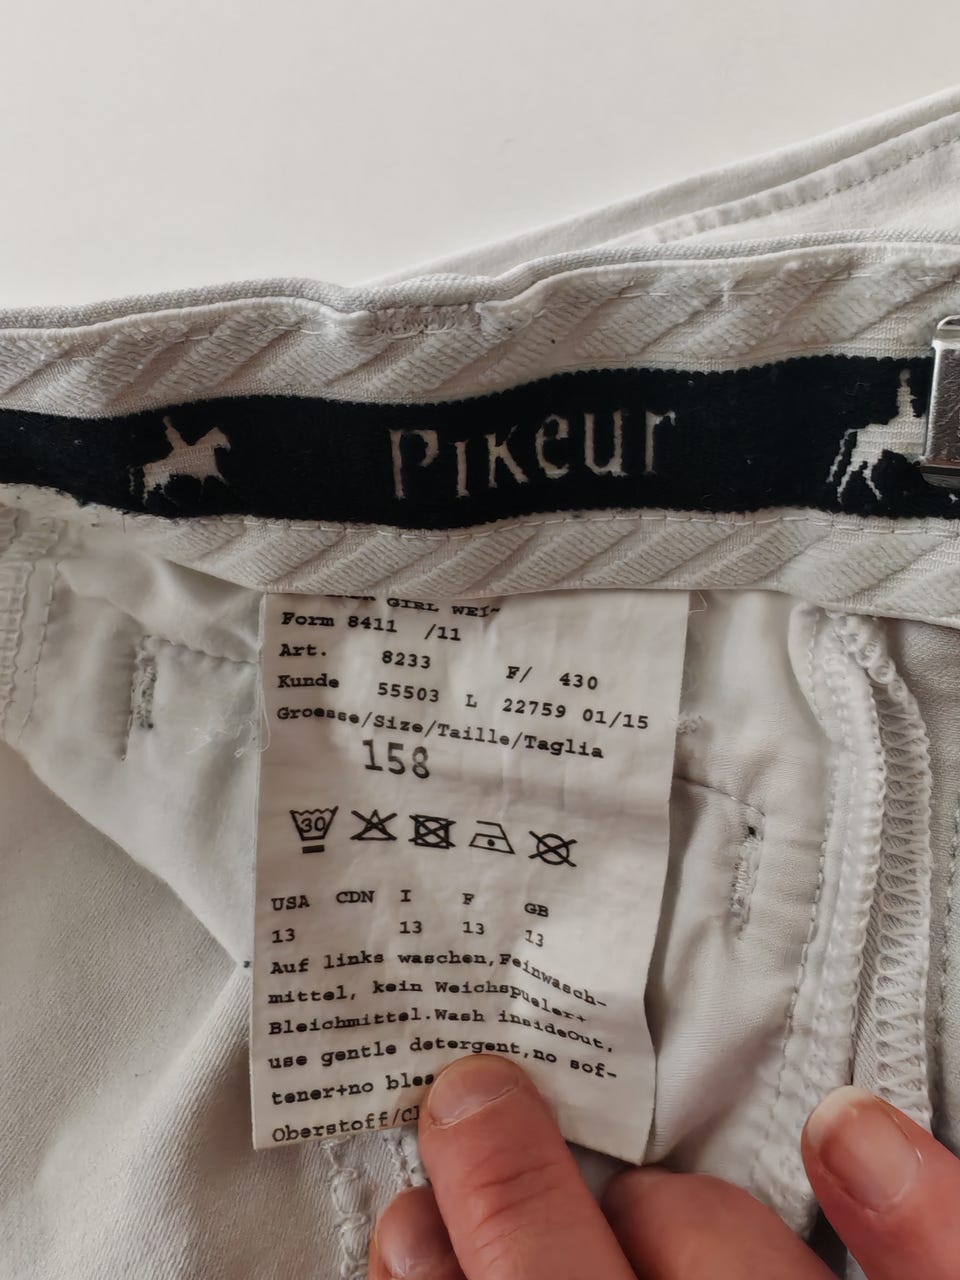 Pikeur
GIRL WEI
Form 8411 /11
Art. 8233 F/ 430
Kunde 55503 L 22759 01/15
Groesse/Size/Taille/Taglia
158
30
USA CDN I F GB
13 13 13 13
Auf links waschen,Feinwasch-
mittel, kein Weichspueler+
Bleichmittel.Wash insideOut,
use gentle detergent,no sof-
tener+no blea
Oberstoff/